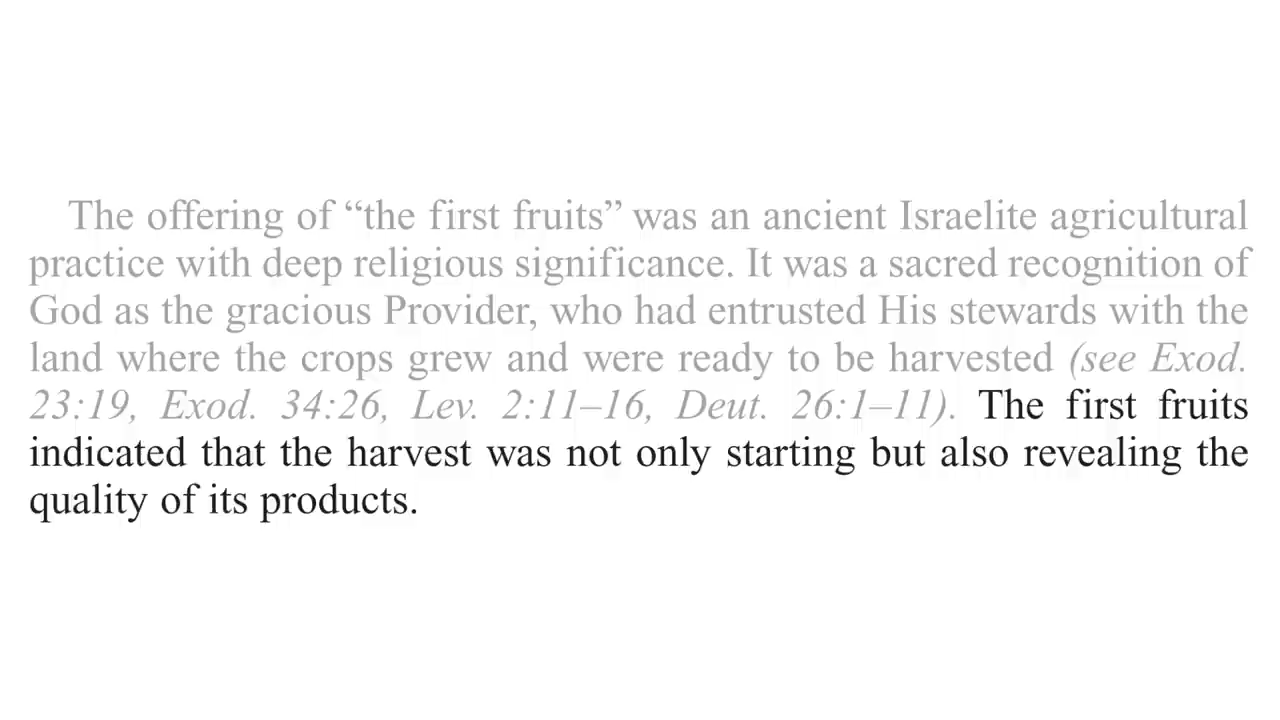 The offering of “the first fruits” was an ancient Israelite agricultural
practice with deep religious significance. It was a sacred recognition of
God as the gracious Provider, who had entrusted His stewards with the
land where the crops grew and were ready to be harvested (see Exod.
23:19, Exod. 34:26, Lev. 2:11–16, Deut. 26:1–11). The first fruits
indicated that the harvest was not only starting but also revealing the
quality of its products.